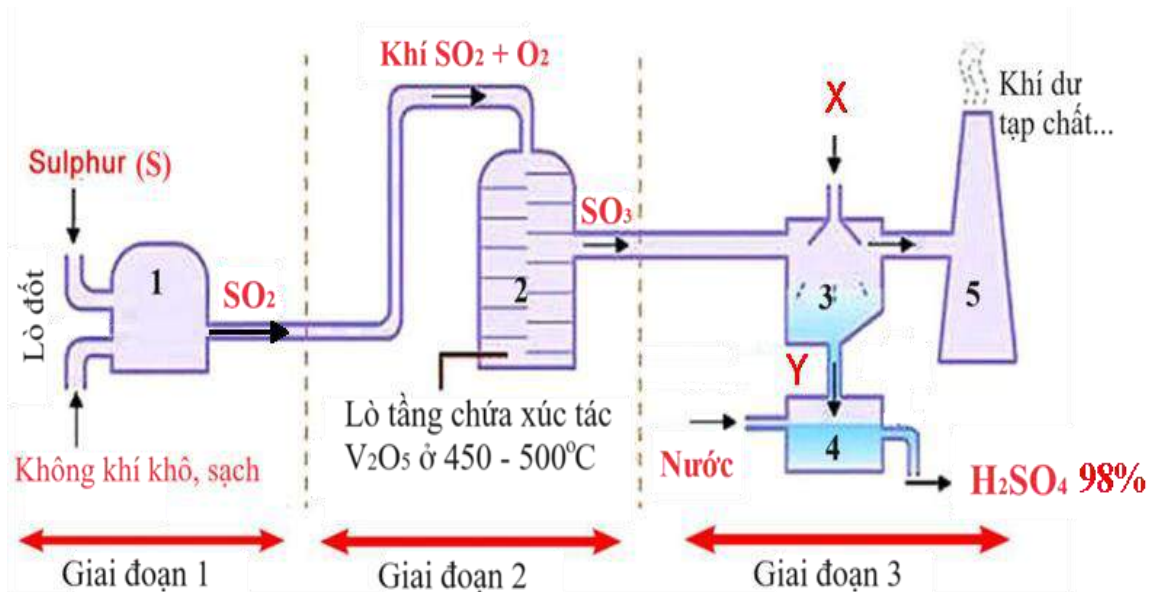 Khí SO₂ + O₂
X
Khí dư
tạp chất...
Sulphur (S)
Lò đốt
1
SO₂
2
SO₃
3
5
Y
4
Không khí khô, sạch
Lò tầng chứa xúc tác
V₂O₅ ở 450 - 500°C
Nước
H₂SO₄ 98%
Giai đoạn 1
Giai đoạn 2
Giai đoạn 3